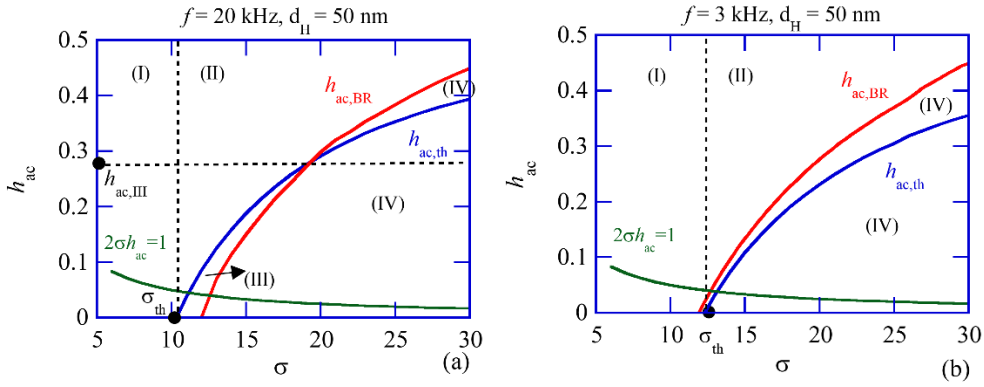 f = 20 kHz, d_H = 50 nm
0.5
0.4
0.3
0.2
0.1
0
h_ac
(I)
(II)
h_ac,BR
(IV)
h_ac,th
h_ac,III
(IV)
2σh_ac=1
(III)
σ_th
5
10
15
20
25
30
σ
(a)
f = 3 kHz, d_H = 50 nm
0.5
0.4
0.3
0.2
0.1
0
h_ac
(I)
(II)
h_ac,BR
(IV)
h_ac,th
(IV)
2σh_ac=1
5
10
σ_th
15
20
25
30
σ
(b)